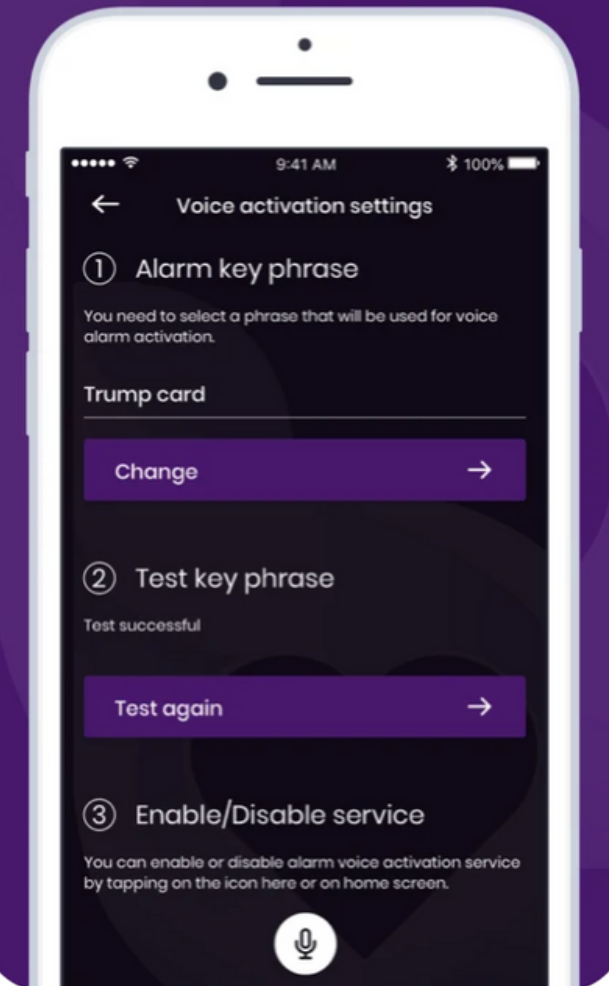 9:41 AM
100%
Voice activation settings
1 Alarm key phrase
You need to select a phrase that will be used for voice
alarm activation.
Trump card
Change
2 Test key phrase
Test successful
Test again
3 Enable/Disable service
You can enable or disable alarm voice activation service
by tapping on the icon here or on home screen.